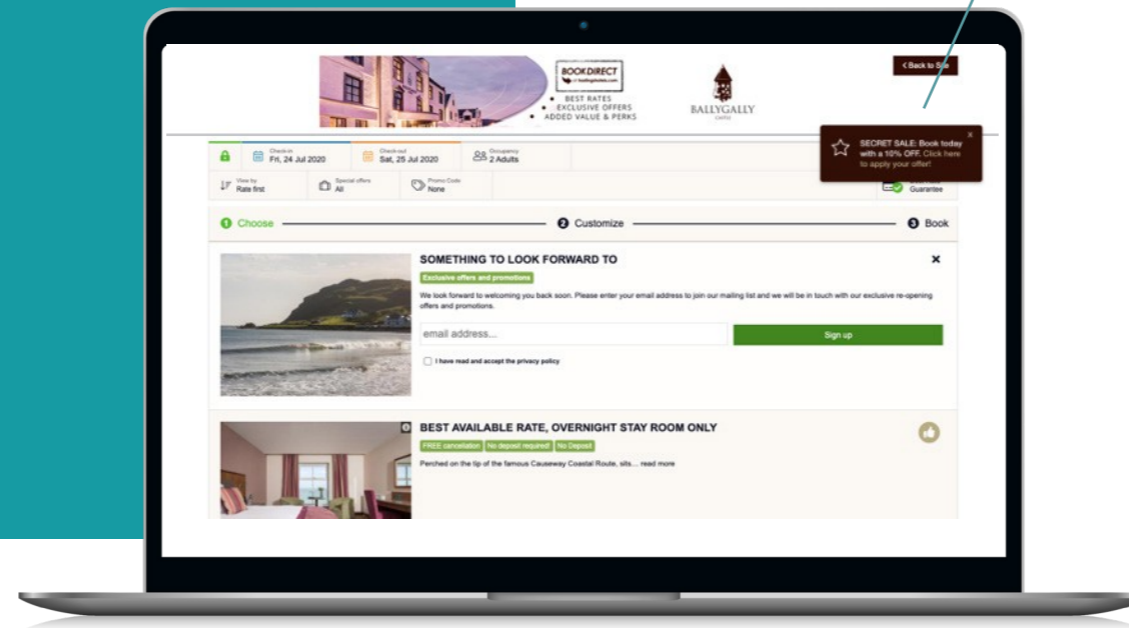 BOOK DIRECT
BEST RATES
EXCLUSIVE OFFERS
ADDED VALUE & PERKS
BALLYGALLY
< Back to
SECRET SALE: Book today
with a 10% OFF. Click here
to apply your offer!
x
Check-in
Fri, 24 Jul 2020
Check-out
Sat, 25 Jul 2020
Occupancy
2 Adults
View by
Rate first
Special offers
All
Promo Code
None
Guarantee
1 Choose
2 Customize
3 Book
SOMETHING TO LOOK FORWARD TO
Exclusive offers and promotions
We look forward to welcoming you back soon. Please enter your email address to join our mailing list and we will be in touch with our exclusive re-opening
offers and promotions.
email address...
Sign up
I have read and accept the privacy policy
BEST AVAILABLE RATE, OVERNIGHT STAY ROOM ONLY
FREE cancellation No deposit required! No Deposit
Perched on the tip of the famous Causeway Coastal Route, sits... read more